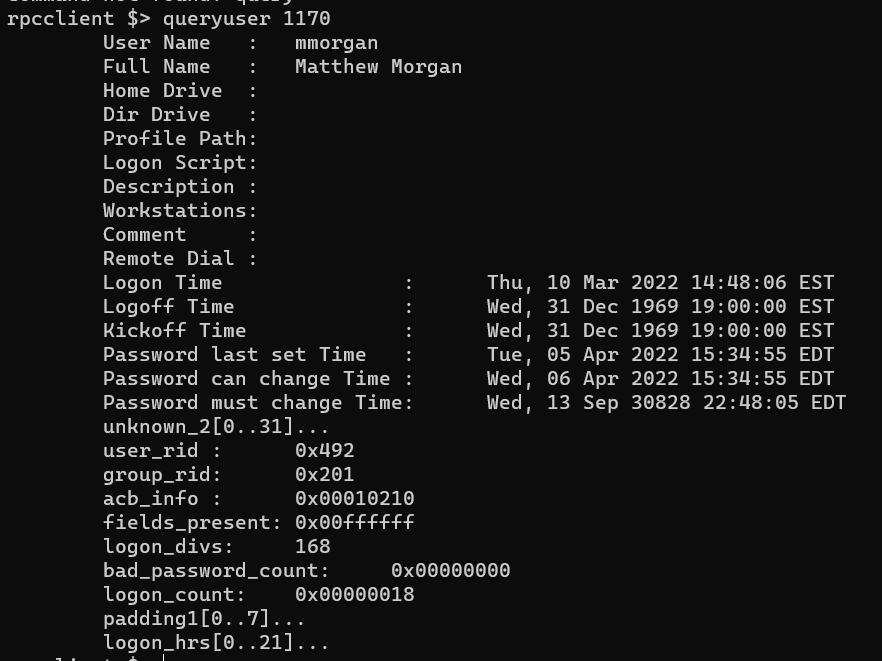 command not found: query
rpcclient $> queryuser 1170
User Name   :   mmorgan
Full Name   :   Matthew Morgan
Home Drive  :
Dir Drive   :
Profile Path:
Logon Script:
Description :
Workstations:
Comment     :
Remote Dial :
Logon Time               :      Thu, 10 Mar 2022 14:48:06 EST
Logoff Time              :      Wed, 31 Dec 1969 19:00:00 EST
Kickoff Time             :      Wed, 31 Dec 1969 19:00:00 EST
Password last set Time   :      Tue, 05 Apr 2022 15:34:55 EDT
Password can change Time :      Wed, 06 Apr 2022 15:34:55 EDT
Password must change Time:      Wed, 13 Sep 30828 22:48:05 EDT
unknown_2[0..31]...
user_rid :      0x492
group_rid:      0x201
acb_info :      0x00010210
fields_present: 0x00ffffff
logon_divs:     168
bad_password_count:     0x00000000
logon_count:    0x00000018
padding1[0..7]...
logon_hrs[0..21]...
rpcclient $>